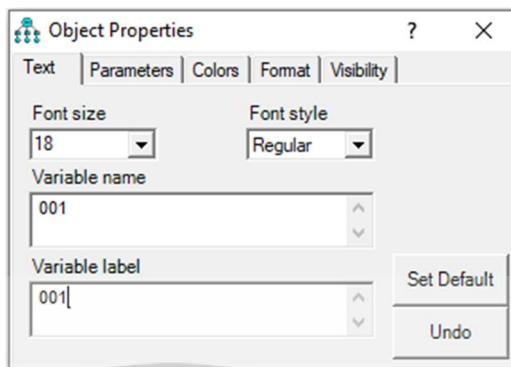 Object Properties ? ×
Text Parameters Colors Format Visibility
Font size Font style
18 Regular
Variable name
001
Variable label
001
Set Default
Undo